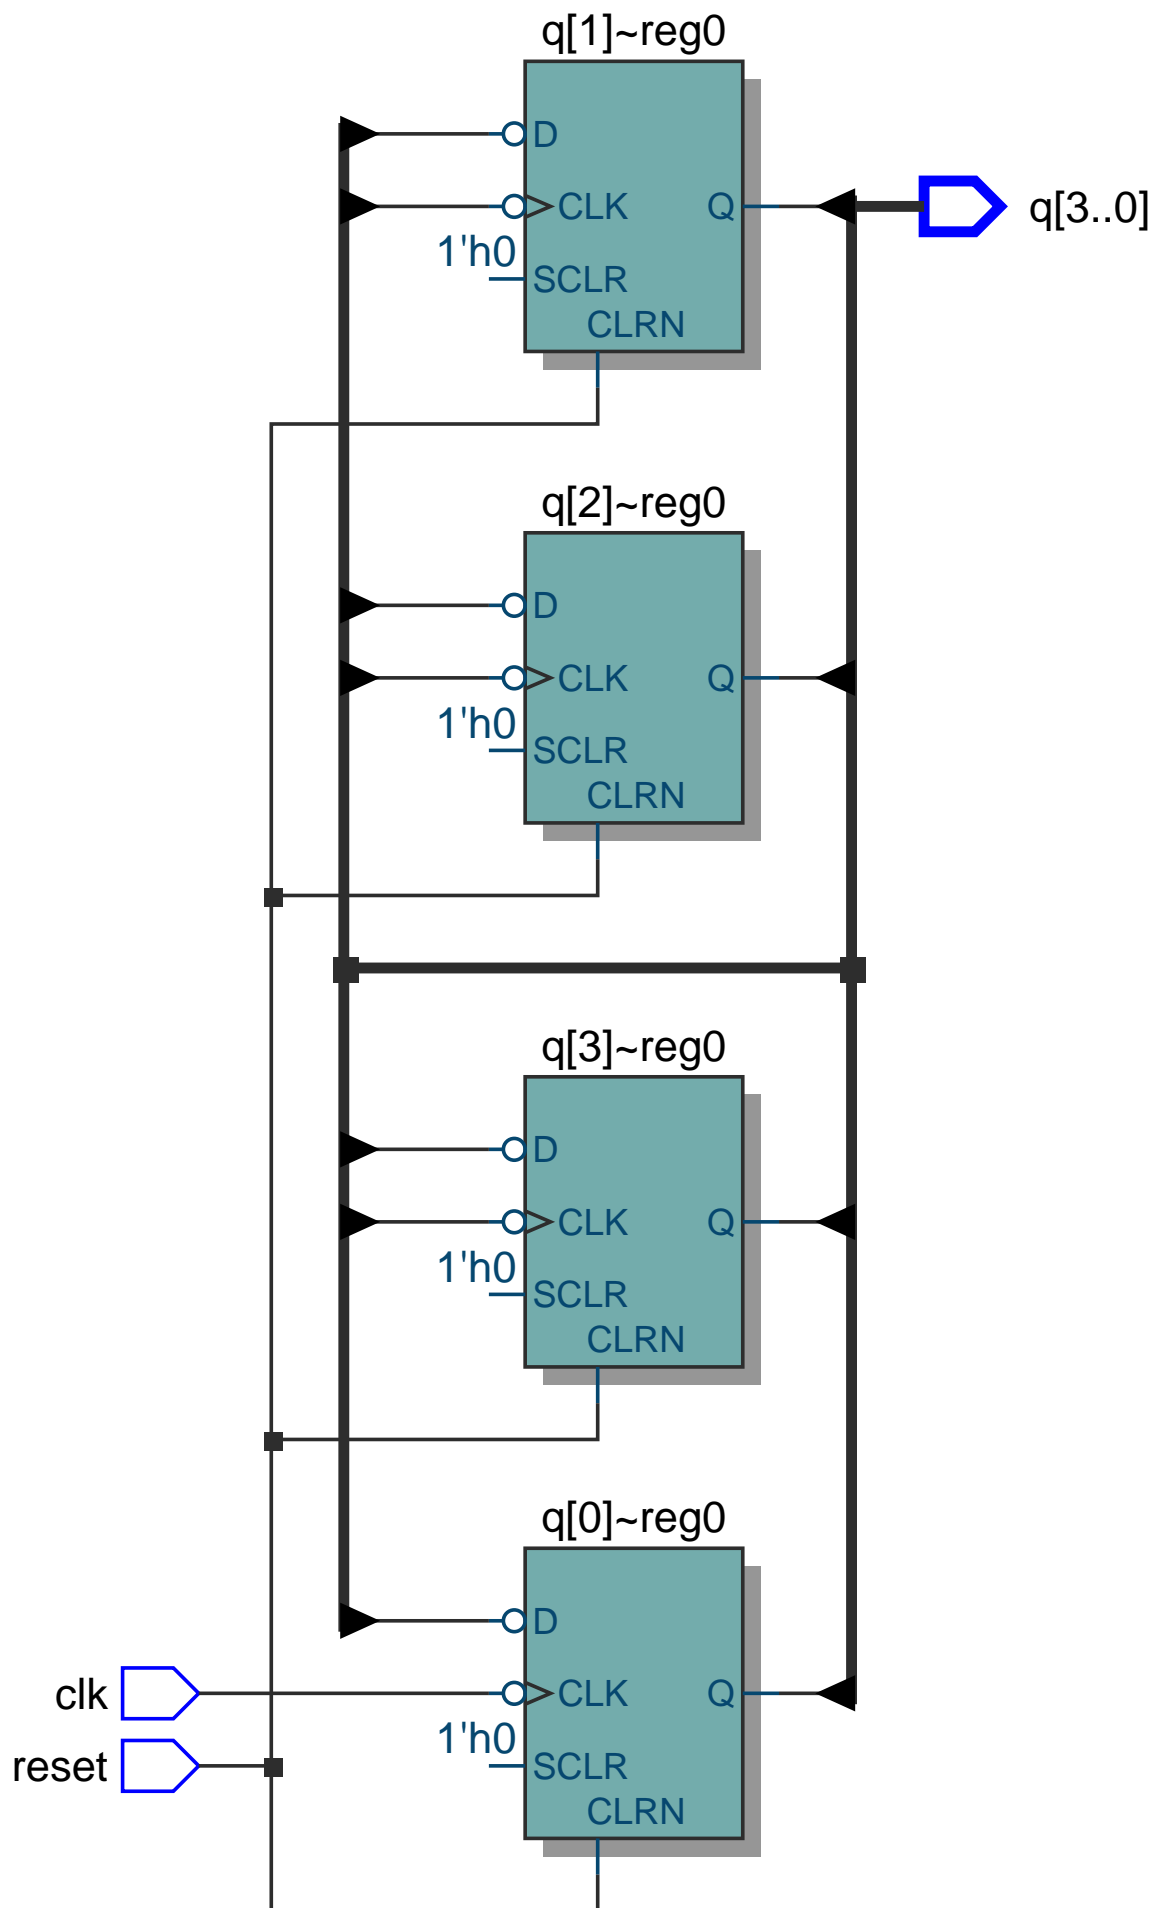 q[1]~reg0
D
CLK
Q
1'h0
SCLR
CLRN
q[3..0]
q[2]~reg0
D
CLK
Q
1'h0
SCLR
CLRN
q[3]~reg0
D
CLK
Q
1'h0
SCLR
CLRN
q[0]~reg0
D
clk
CLK
Q
1'h0
reset
SCLR
CLRN